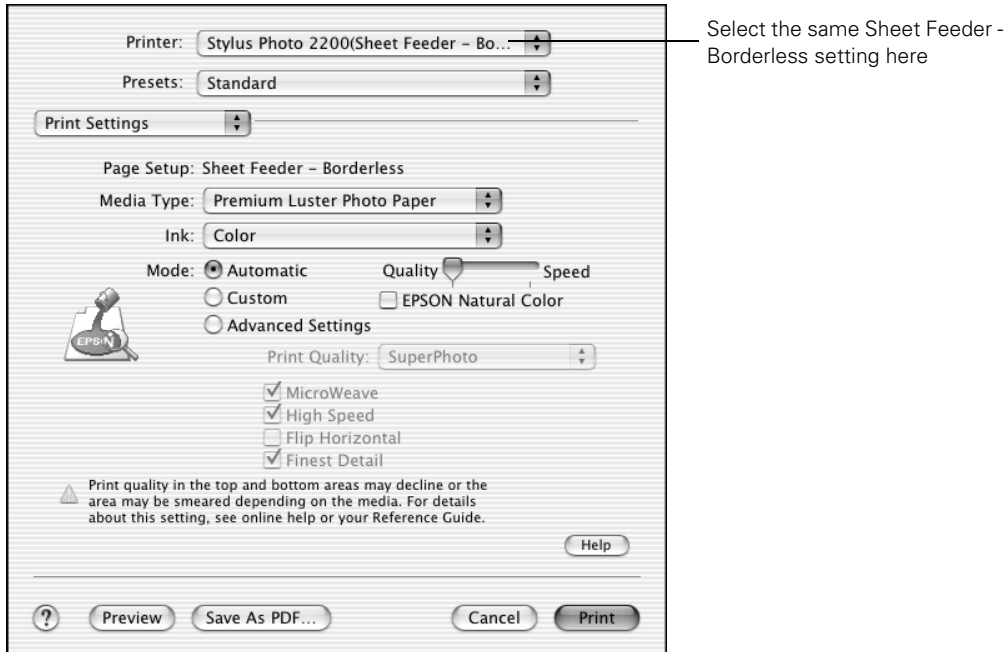 Printer: Stylus Photo 2200(Sheet Feeder – Bo...
Select the same Sheet Feeder -
Borderless setting here
Presets: Standard
Print Settings
Page Setup: Sheet Feeder – Borderless
Media Type: Premium Luster Photo Paper
Ink: Color
Mode: Automatic Quality Speed
Custom EPSON Natural Color
Advanced Settings
EPSON
Print Quality: SuperPhoto
MicroWeave
High Speed
Flip Horizontal
Finest Detail
Print quality in the top and bottom areas may decline or the
area may be smeared depending on the media. For details
about this setting, see online help or your Reference Guide.
Help
? Preview Save As PDF... Cancel Print